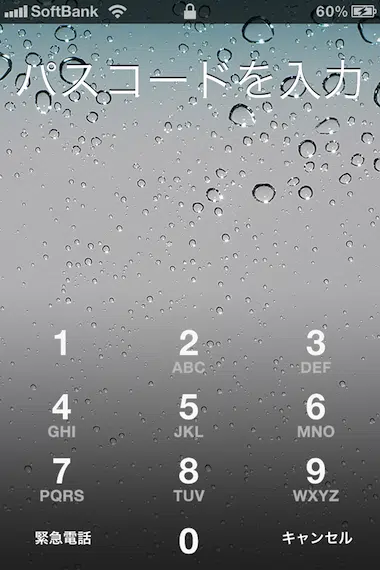 SoftBank 60%
パスコードを入力
1 2 3
ABC DEF
4 5 6
GHI JKL MNO
7 8 9
PQRS TUV WXYZ
緊急電話 0 キャンセル